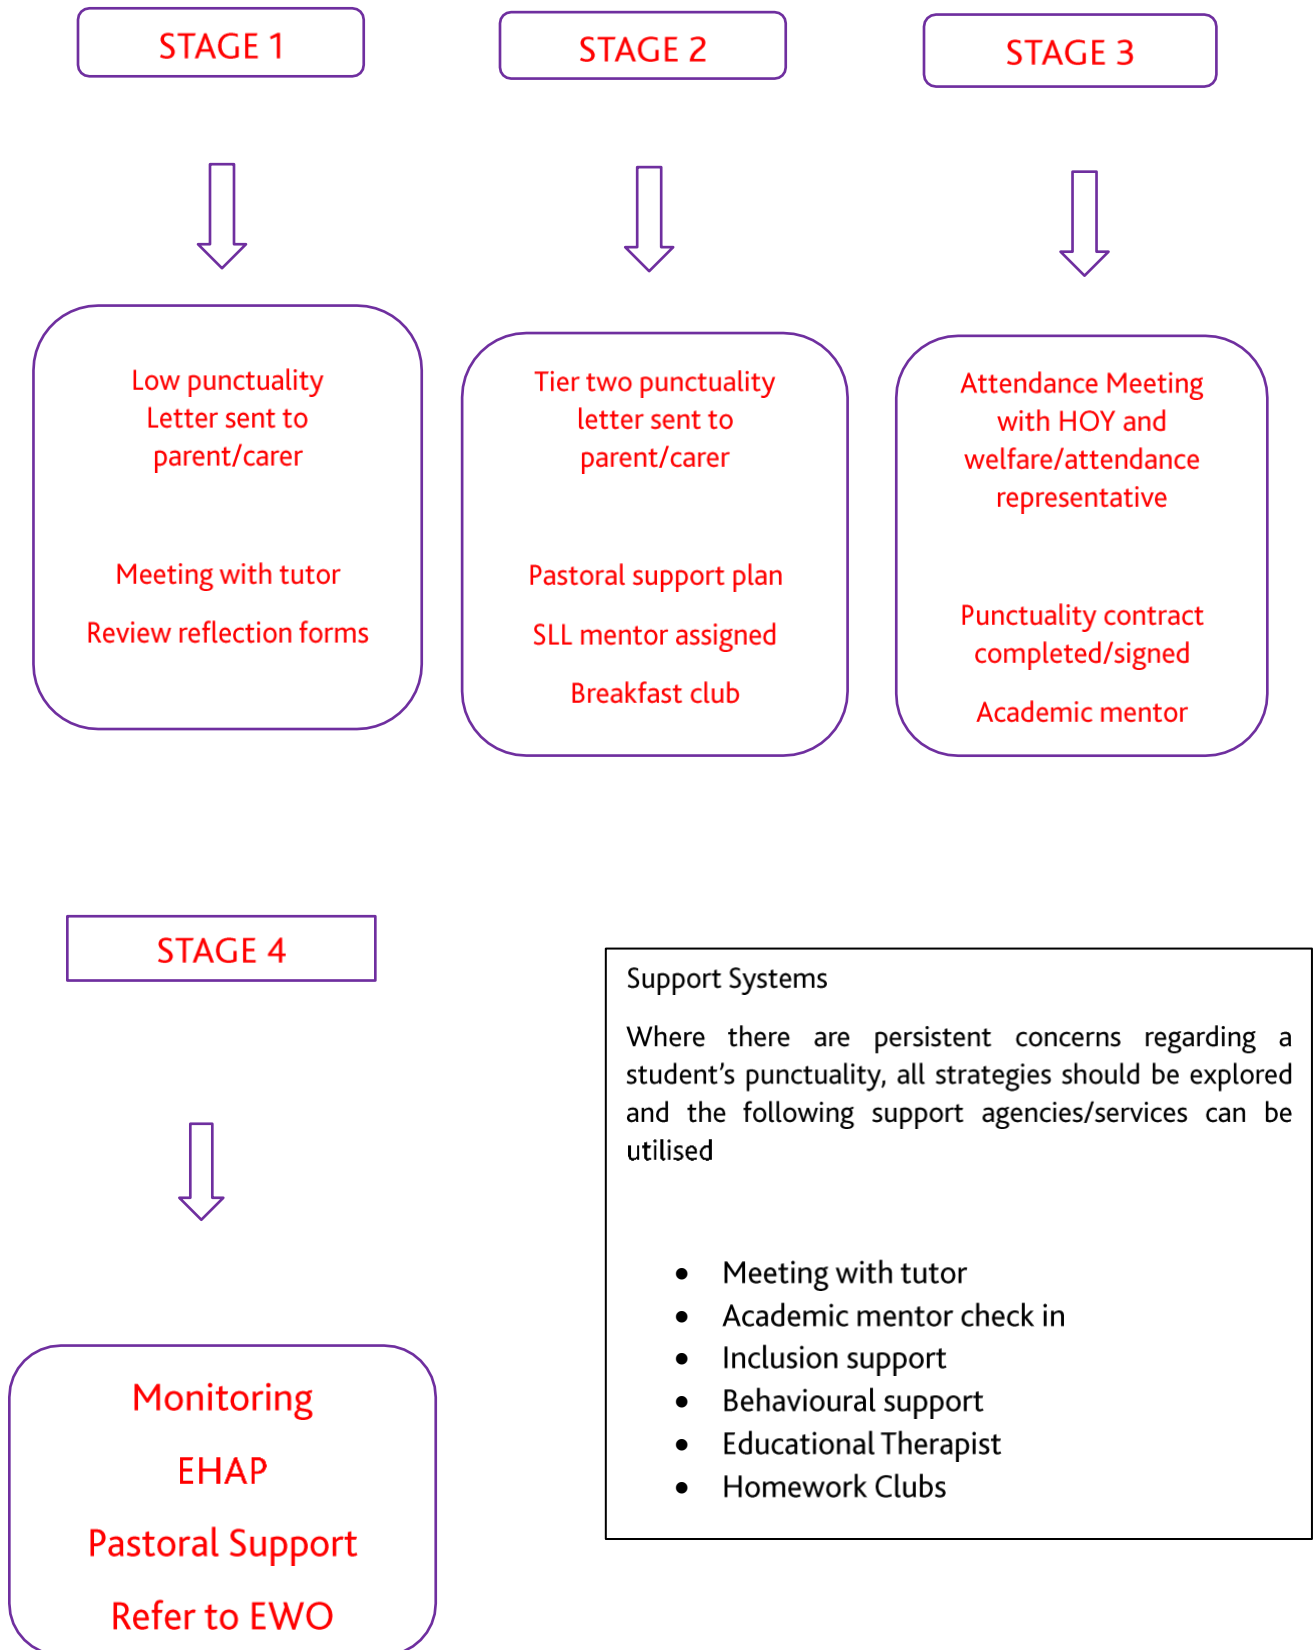 STAGE 1
STAGE 2
STAGE 3
Low punctuality
Letter sent to
parent/carer
Meeting with tutor
Review reflection forms
Tier two punctuality
letter sent to
parent/carer
Pastoral support plan
SLL mentor assigned
Breakfast club
Attendance Meeting
with HOY and
welfare/attendance
representative
Punctuality contract
completed/signed
Academic mentor
STAGE 4
Monitoring
EHAP
Pastoral Support
Refer to EWO
Support Systems
Where there are persistent concerns regarding a
student’s punctuality, all strategies should be explored
and the following support agencies/services can be
utilised
• Meeting with tutor
• Academic mentor check in
• Inclusion support
• Behavioural support
• Educational Therapist
• Homework Clubs